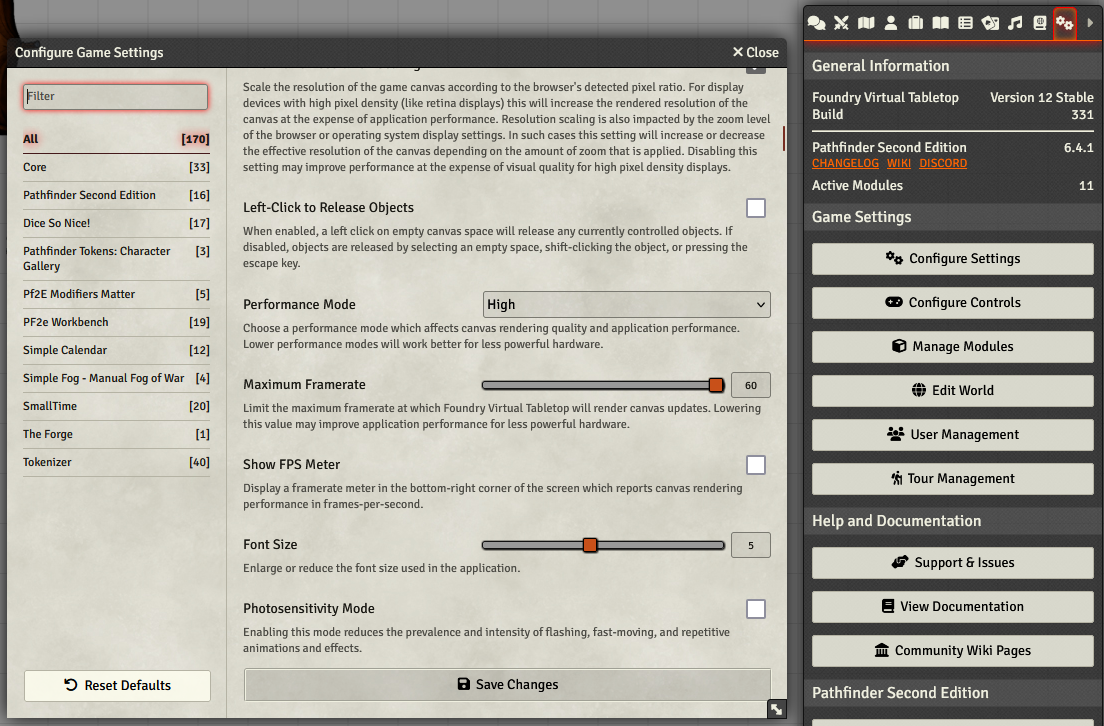 Configure Game Settings
Close
Filter
All [170]
Core [33]
Pathfinder Second Edition [16]
Dice So Nice! [17]
Pathfinder Tokens: Character [3]
Gallery
Pf2E Modifiers Matter [5]
PF2e Workbench [19]
Simple Calendar [12]
Simple Fog - Manual Fog of War [4]
SmallTime [20]
The Forge [1]
Tokenizer [40]
Reset Defaults
Scale the resolution of the game canvas according to the browser's detected pixel ratio. For display
devices with high pixel density (like retina displays) this will increase the rendered resolution of the
canvas at the expense of application performance. Resolution scaling is also impacted by the zoom level
of the browser or operating system display settings. In such cases this setting will increase or decrease
the effective resolution of the canvas depending on the amount of zoom that is applied. Disabling this
setting may improve performance at the expense of visual quality for high pixel density displays.
Left-Click to Release Objects
When enabled, a left click on empty canvas space will release any currently controlled objects. If
disabled, objects are released by selecting an empty space, shift-clicking the object, or pressing the
escape key.
Performance Mode High
Choose a performance mode which affects canvas rendering quality and application performance.
Lower performance modes will work better for less powerful hardware.
Maximum Framerate 60
Limit the maximum framerate at which Foundry Virtual Tabletop will render canvas updates. Lowering
this value may improve application performance for less powerful hardware.
Show FPS Meter
Display a framerate meter in the bottom-right corner of the screen which reports canvas rendering
performance in frames-per-second.
Font Size 5
Enlarge or reduce the font size used in the application.
Photosensitivity Mode
Enabling this mode reduces the prevalence and intensity of flashing, fast-moving, and repetitive
animations and effects.
Save Changes
General Information
Foundry Virtual Tabletop Version 12 Stable
Build 331
Pathfinder Second Edition 6.4.1
CHANGELOG WIKI DISCORD
Active Modules 11
Game Settings
Configure Settings
Configure Controls
Manage Modules
Edit World
User Management
Tour Management
Help and Documentation
Support & Issues
View Documentation
Community Wiki Pages
Pathfinder Second Edition